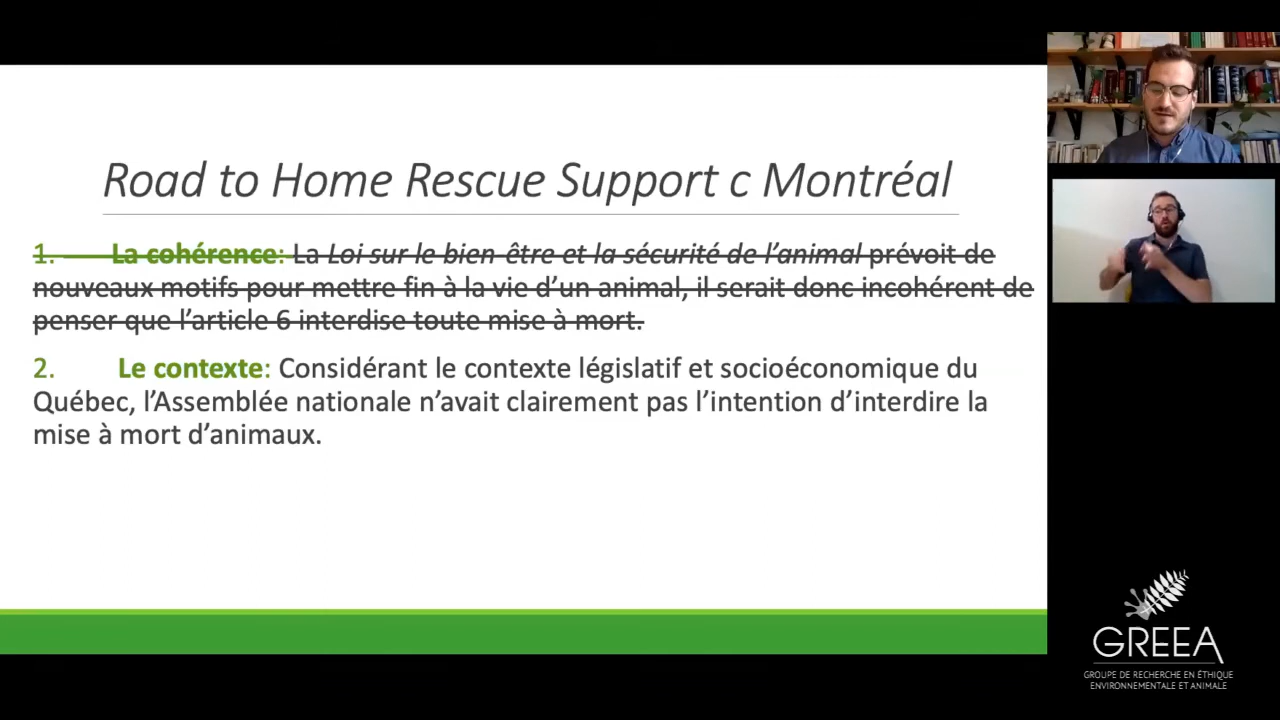 Road to Home Rescue Support c Montréal
1. La cohérence: La Loi sur le bien-être et la sécurité de l’animal prévoit de
nouveaux motifs pour mettre fin à la vie d’un animal, il serait donc incohérent de
penser que l’article 6 interdise toute mise à mort.
2. Le contexte: Considérant le contexte législatif et socioéconomique du
Québec, l’Assemblée nationale n’avait clairement pas l’intention d’interdire la
mise à mort d’animaux.
GREEA
GROUPE DE RECHERCHE EN ÉTHIQUE
ENVIRONNEMENTALE ET ANIMALE